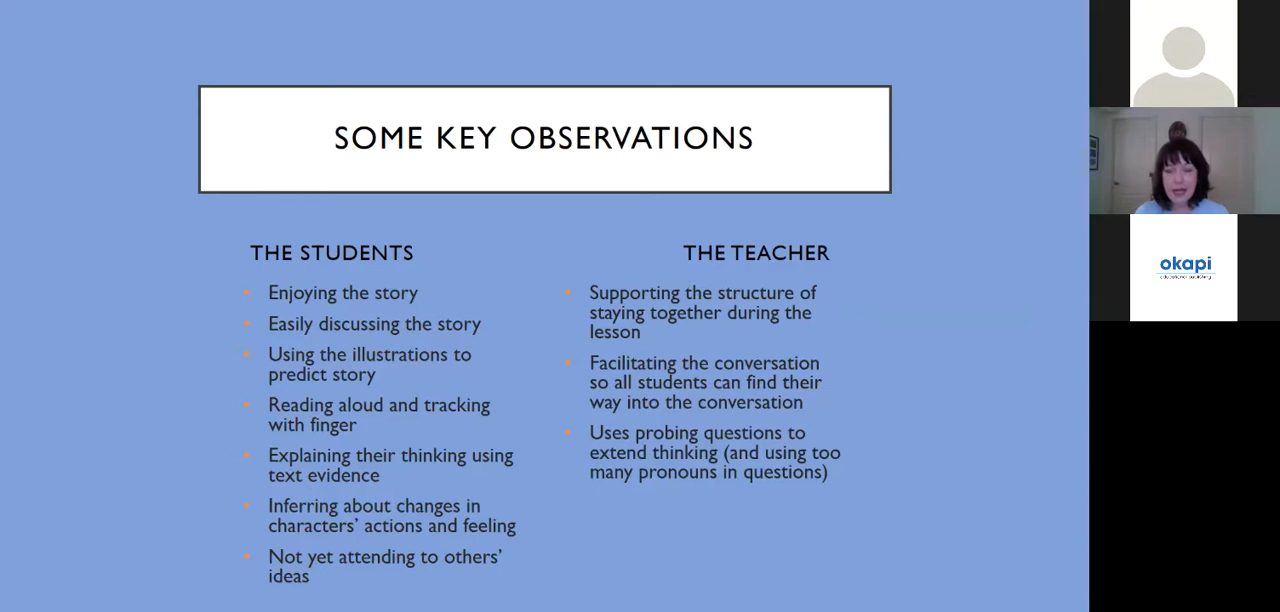 SOME KEY OBSERVATIONS
THE STUDENTS
Enjoying the story
Easily discussing the story
Using the illustrations to
predict story
Reading aloud and tracking
with finger
Explaining their thinking using
text evidence
Inferring about changes in
characters’ actions and feeling
Not yet attending to others’
ideas
THE TEACHER
Supporting the structure of
staying together during the
lesson
Facilitating the conversation
so all students can find their
way into the conversation
Uses probing questions to
extend thinking (and using too
many pronouns in questions)
okapi
educational publishing